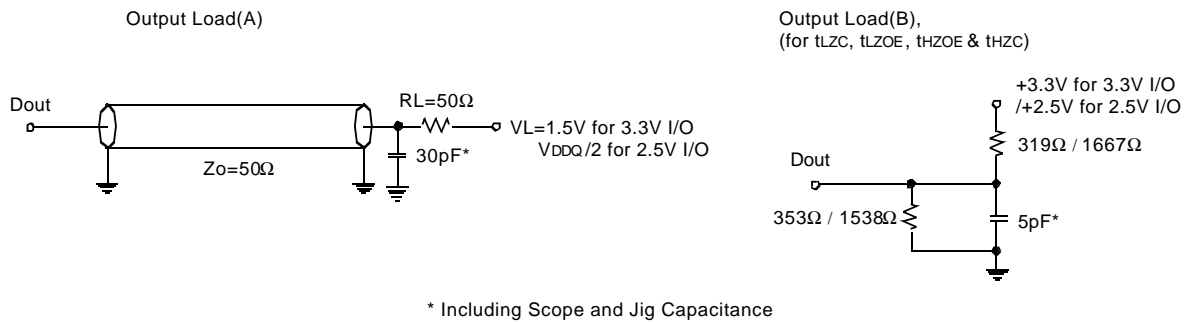 Output Load(A)
Dout
Zo=50Ω
RL=50Ω
30pF*
VL=1.5V for 3.3V I/O
VDDQ/2 for 2.5V I/O
Output Load(B),
(for tLZC, tLZOE, tHZOE & tHZC)
+3.3V for 3.3V I/O
/+2.5V for 2.5V I/O
319Ω / 1667Ω
Dout
353Ω / 1538Ω
5pF*
* Including Scope and Jig Capacitance